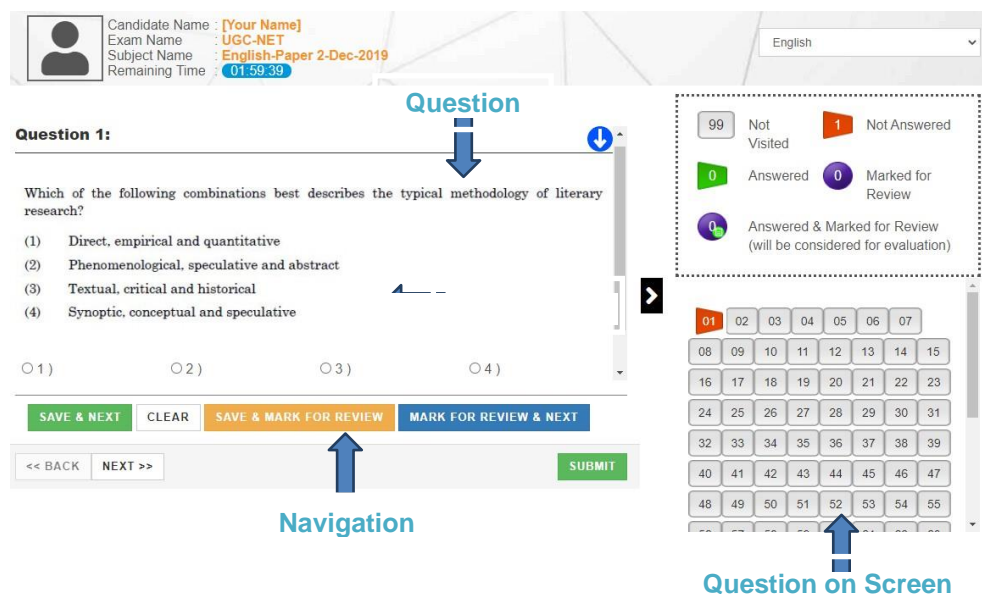 Candidate Name : [Your Name]
Exam Name : UGC-NET
Subject Name : English-Paper 2-Dec-2019
Remaining Time : 01:59:39
English
Question
Question 1:
Which of the following combinations best describes the typical methodology of literary
research?
(1) Direct, empirical and quantitative
(2) Phenomenological, speculative and abstract
(3) Textual, critical and historical
(4) Synoptic, conceptual and speculative
1 ) 2 ) 3 ) 4 )
SAVE & NEXT CLEAR SAVE & MARK FOR REVIEW MARK FOR REVIEW & NEXT
<< BACK NEXT >> SUBMIT
Navigation
99 Not Visited 1 Not Answered
0 Answered 0 Marked for Review
0 Answered & Marked for Review
(will be considered for evaluation)
01 02 03 04 05 06 07
08 09 10 11 12 13 14 15
16 17 18 19 20 21 22 23
24 25 26 27 28 29 30 31
32 33 34 35 36 37 38 39
40 41 42 43 44 45 46 47
48 49 50 51 52 53 54 55
Question on Screen